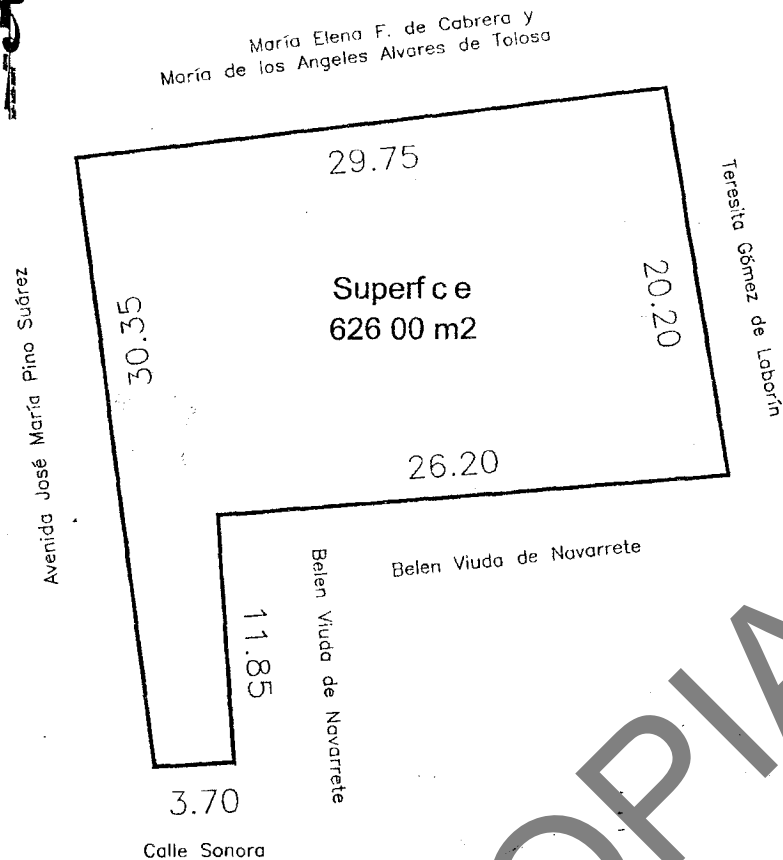 María Elena F. de Cabrera y
María de los Angeles Alvares de Tolosa
29.75
Teresita Gómez de Laborín
Avenida José María Pino Suárez
30.35
Superf c e
626 00 m2
20.20
26.20
Belen Viuda de Navarrete
Belen Viuda de Navarrete
11.85
3.70
Calle Sonora
OPIA